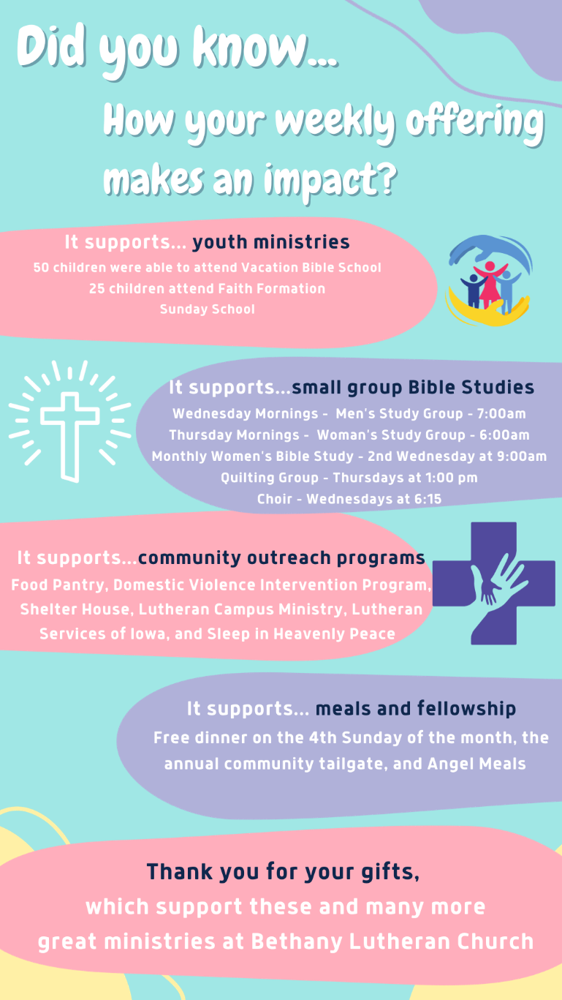 Did you know...
How your weekly offering
makes an impact?
It supports... youth ministries
50 children were able to attend Vacation Bible School
25 children attend Faith Formation
Sunday School
It supports...small group Bible Studies
Wednesday Mornings - Men's Study Group - 7:00am
Thursday Mornings - Woman's Study Group - 6:00am
Monthly Women's Bible Study - 2nd Wednesday at 9:00am
Quilting Group - Thursdays at 1:00 pm
Choir - Wednesdays at 6:15
It supports...community outreach programs
Food Pantry, Domestic Violence Intervention Program,
Shelter House, Lutheran Campus Ministry, Lutheran
Services of Iowa, and Sleep in Heavenly Peace
It supports... meals and fellowship
Free dinner on the 4th Sunday of the month, the
annual community tailgate, and Angel Meals
Thank you for your gifts,
which support these and many more
great ministries at Bethany Lutheran Church